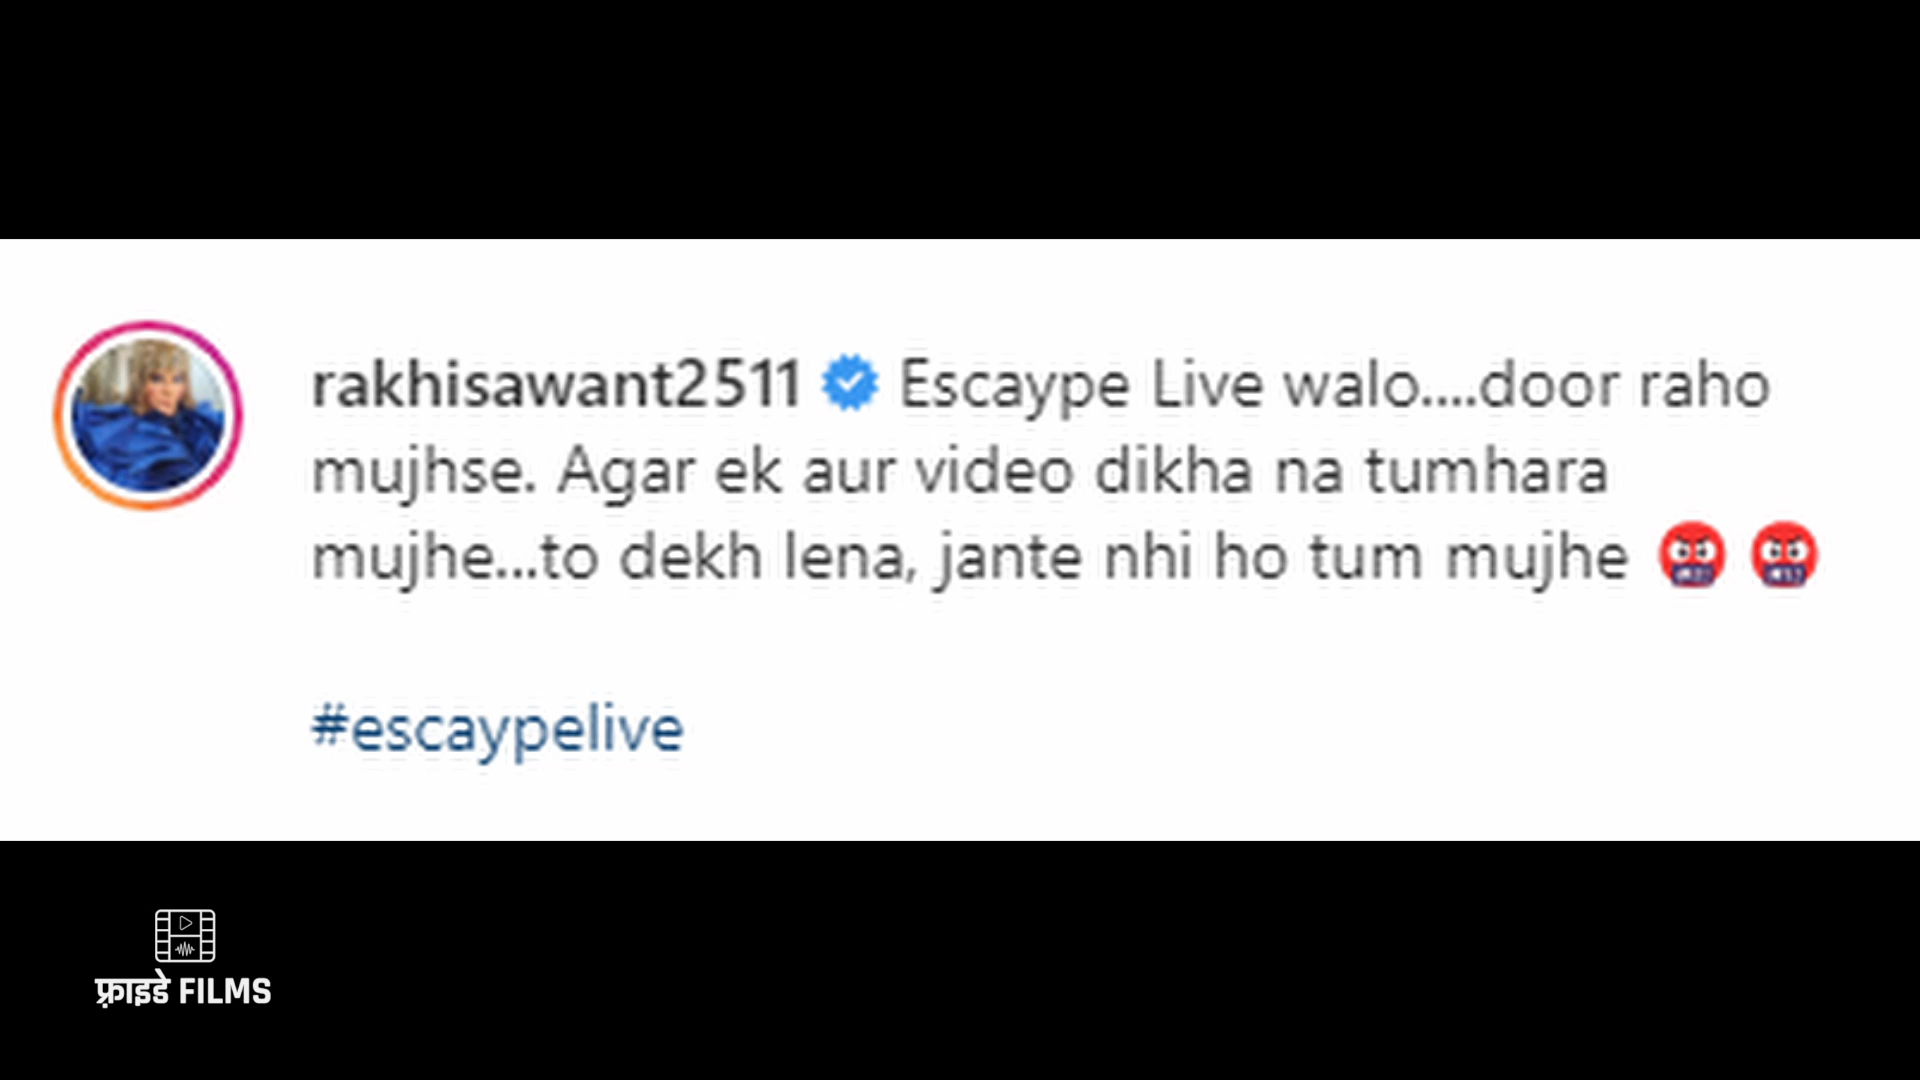 rakhisawant2511 Escaype Live walo....door raho
mujhse. Agar ek aur video dikha na tumhara
mujhe...to dekh lena, jante nhi ho tum mujhe 🤬 🤬
#escaypelive
फ़्राइडे FILMS